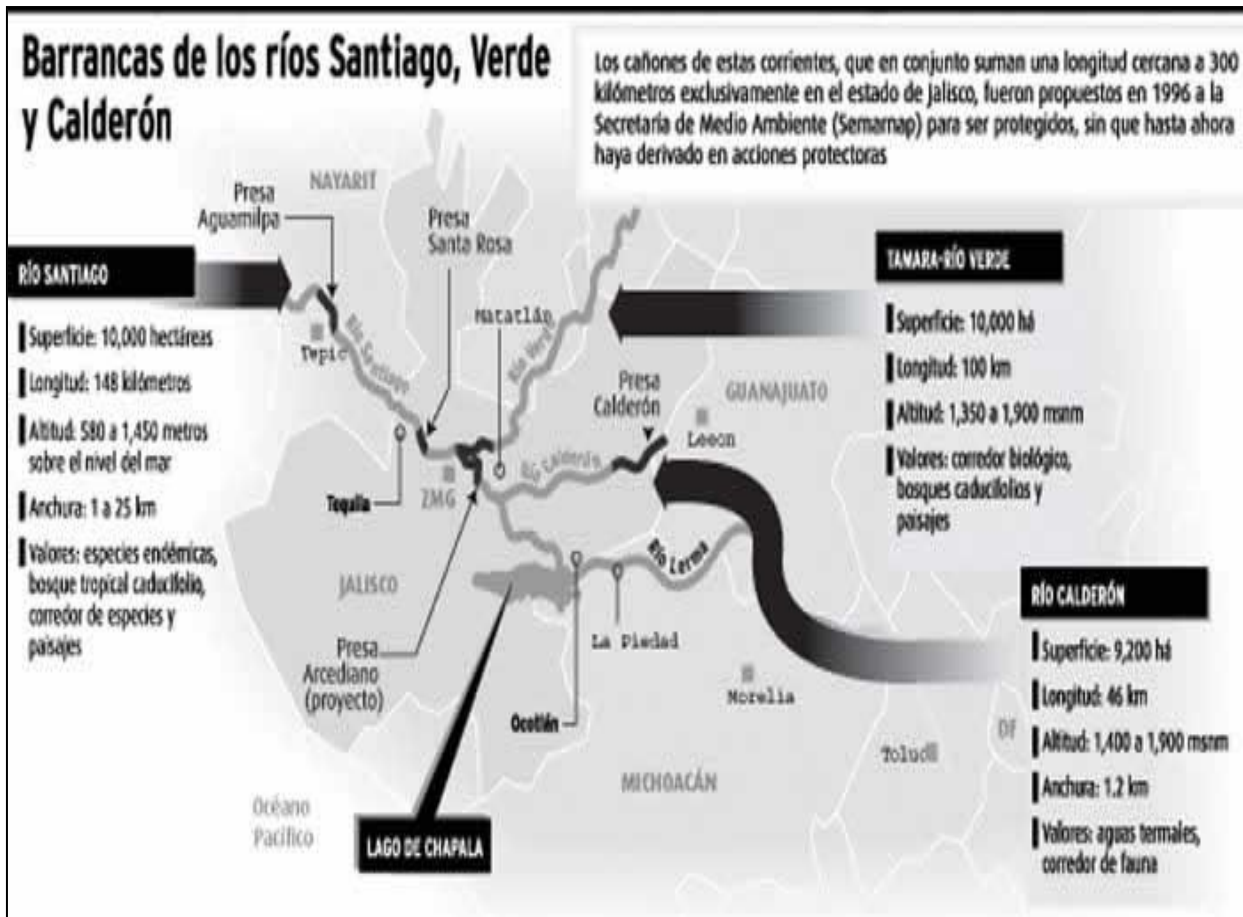 Barrancas de los ríos Santiago, Verde
y Calderón
Los cañones de estas corrientes, que en conjunto suman una longitud cercana a 300
kilómetros exclusivamente en el estado de Jalisco, fueron propuestos en 1996 a la
Secretaría de Medio Ambiente (Semarnap) para ser protegidos, sin que hasta ahora
haya derivado en acciones protectoras
NAYARIT
Presa
Aguamilpa
Presa
Santa Rosa
RÍO SANTIAGO
Superficie: 10,000 hectáreas
Longitud: 148 kilómetros
Altitud: 580 a 1,450 metros
sobre el nivel del mar
Anchura: 1 a 25 km
Valores: especies endémicas,
bosque tropical caducifolio,
corredor de especies y
paisajes
Tepic
Río Santiago
Matatlán
Río Verde
TAMARA-RÍO VERDE
Superficie: 10,000 há
Longitud: 100 km
Altitud: 1,350 a 1,900 msnm
Valores: corredor biológico,
bosques caducifolios y
paisajes
Presa
Calderón
GUANAJUATO
Leeon
Río Calderón
Tequila
ZMG
JALISCO
Río Lerma
La Piedad
Presa
Arcediano
(proyecto)
Ocotlán
Morelia
MICHOACÁN
Toluc
DF
Océano
Pacífico
LAGO DE CHAPALA
RÍO CALDERÓN
Superficie: 9,200 há
Longitud: 46 km
Altitud: 1,400 a 1,900 msnm
Anchura: 1.2 km
Valores: aguas termales,
corredor de fauna